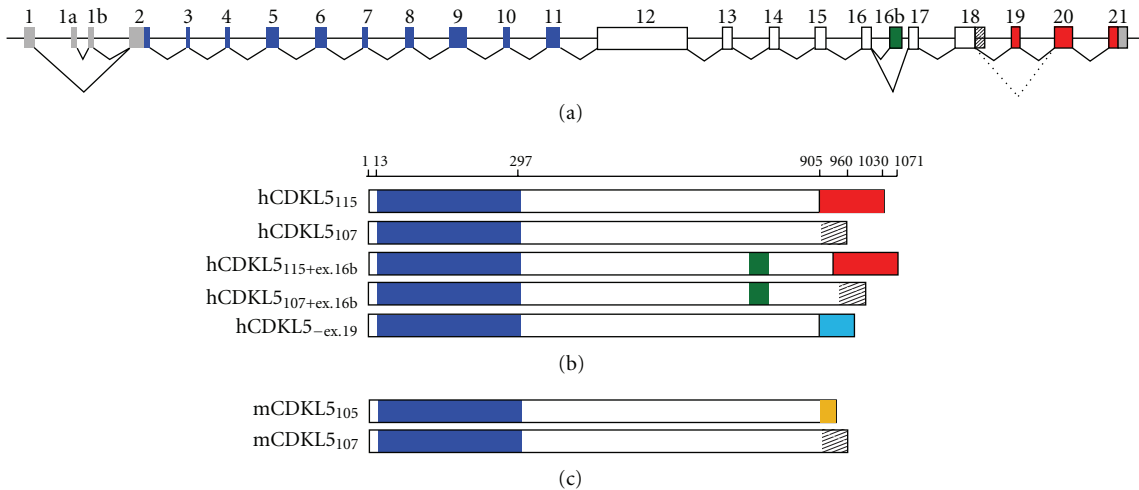 1 1a 1b 2 3 4 5 6 7 8 9 10 11 12 13 14 15 16 16b 17 18 19 20 21
(a)
1 13 297 905 960 1030 1071
hCDKL5₁₁₅
hCDKL5₁₀₇
hCDKL5₁₁₅₊ₑₓ.₁₆b
hCDKL5₁₀₇₊ₑₓ.₁₆b
hCDKL5₋ₑₓ.₁₉
(b)
mCDKL5₁₀₅
mCDKL5₁₀₇
(c)